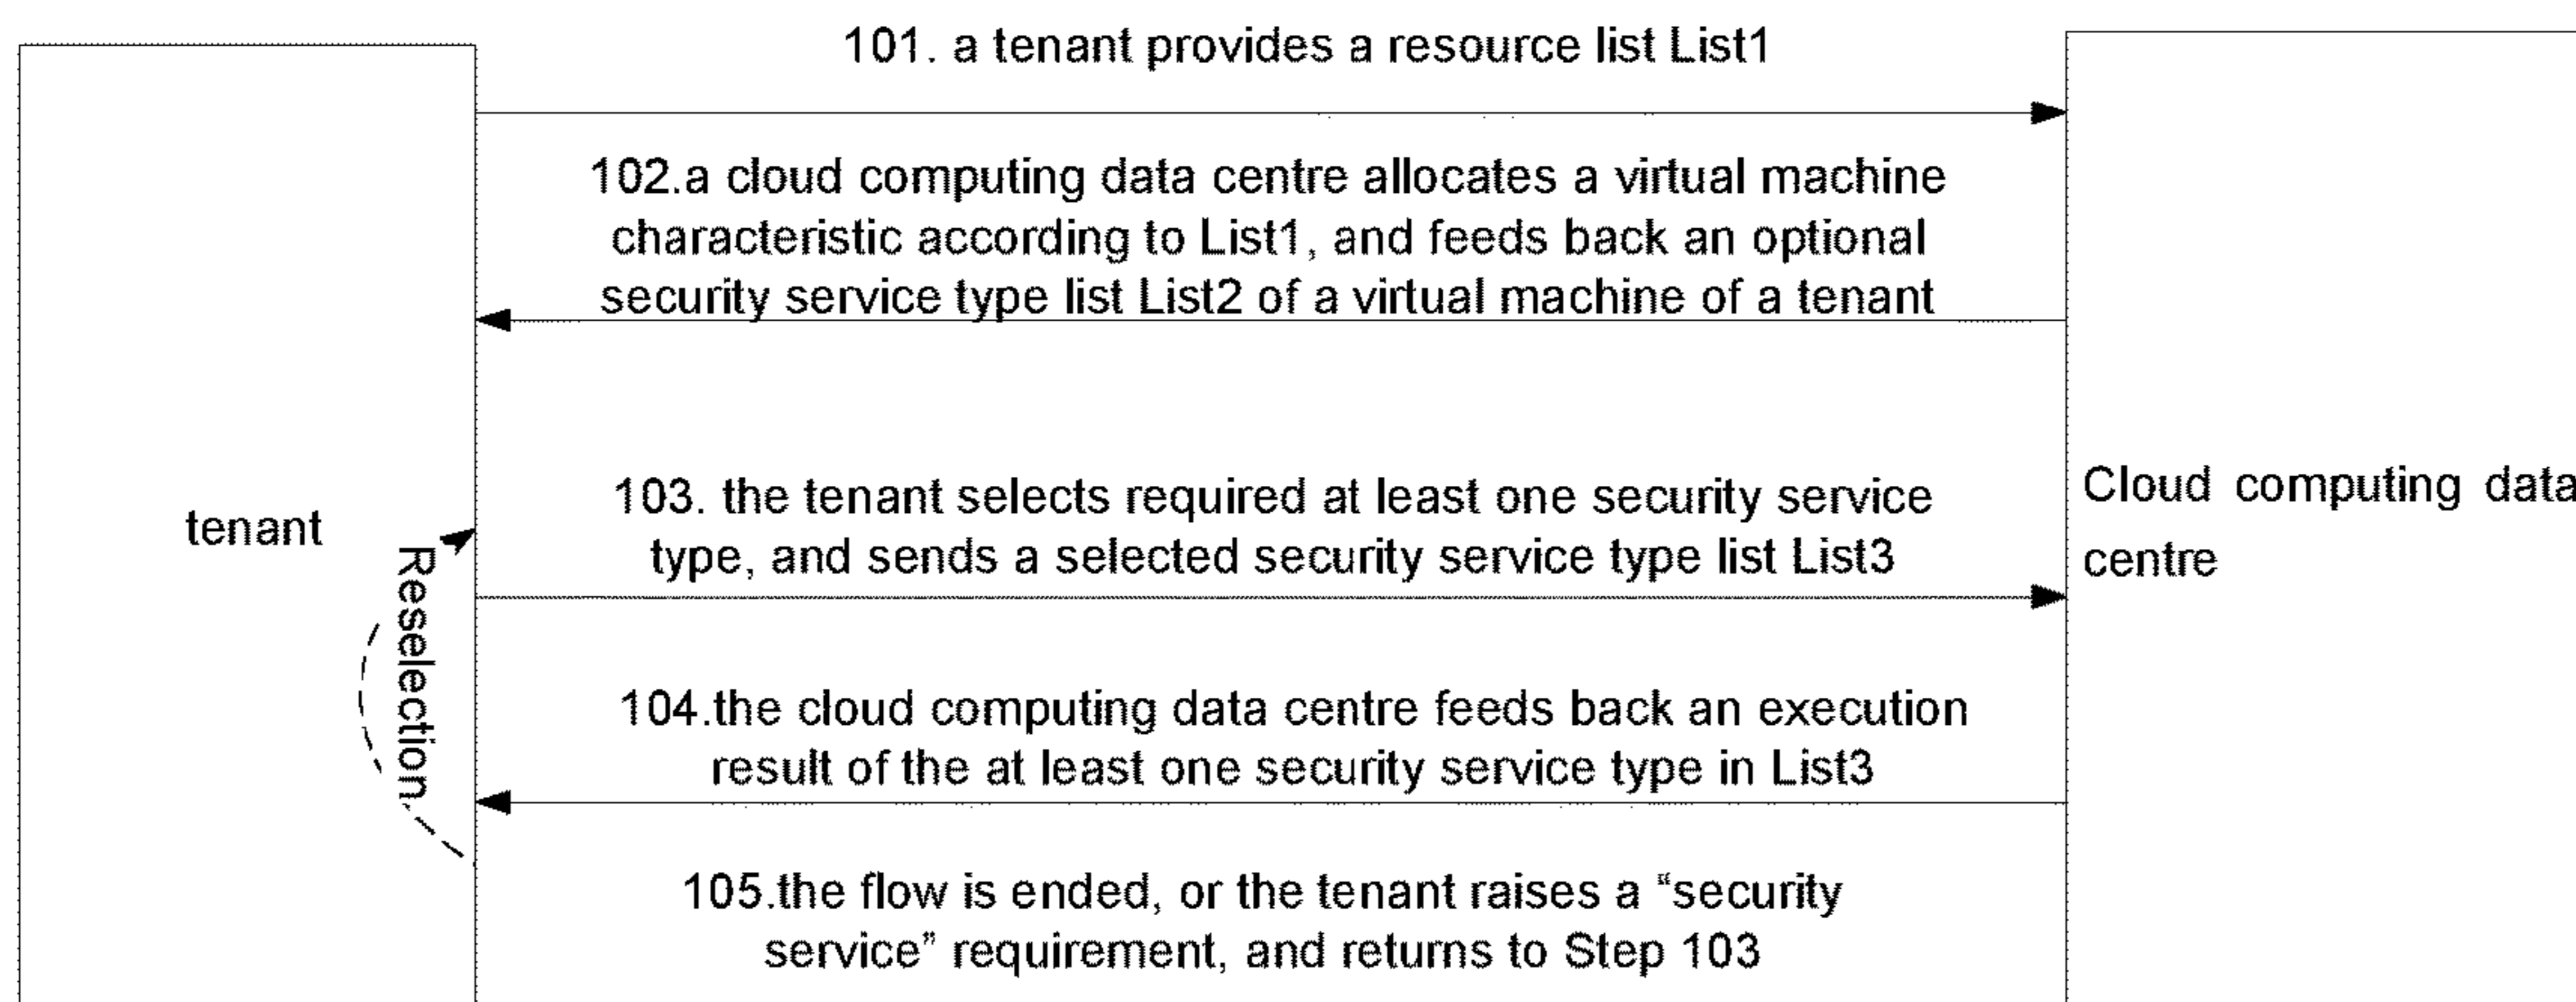 101. a tenant provides a resource list List1
102.a cloud computing data centre allocates a virtual machine
characteristic according to List1, and feeds back an optional
security service type list List2 of a virtual machine of a tenant
tenant
Reselection
103. the tenant selects required at least one security service
type, and sends a selected security service type list List3
Cloud computing data
centre
104.the cloud computing data centre feeds back an execution
result of the at least one security service type in List3
105.the flow is ended, or the tenant raises a “security
service” requirement, and returns to Step 103